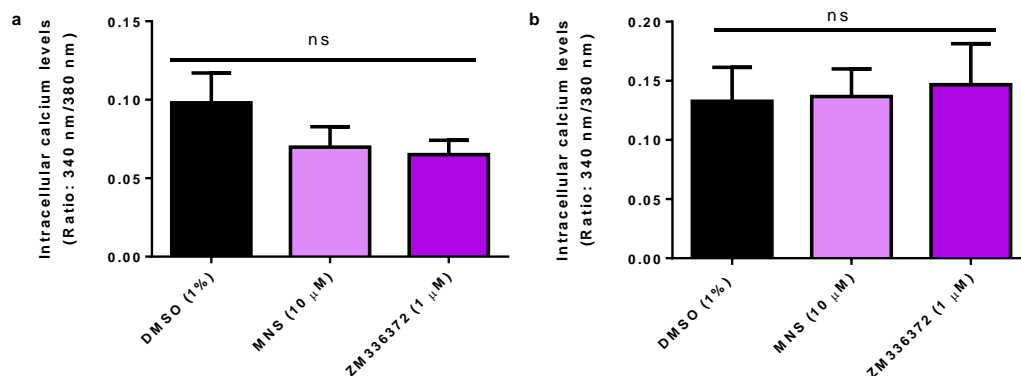 a
Intracellular calcium levels
(Ratio: 340 nm/380 nm)
0.15
0.10
0.05
0.00
ns
DMSO (1%)
MNS (10 μM)
ZM336372 (1 μM)
b
Intracellular calcium levels
(Ratio: 340 nm/380 nm)
0.20
0.15
0.10
0.05
0.00
ns
DMSO (1%)
MNS (10 μM)
ZM336372 (1 μM)